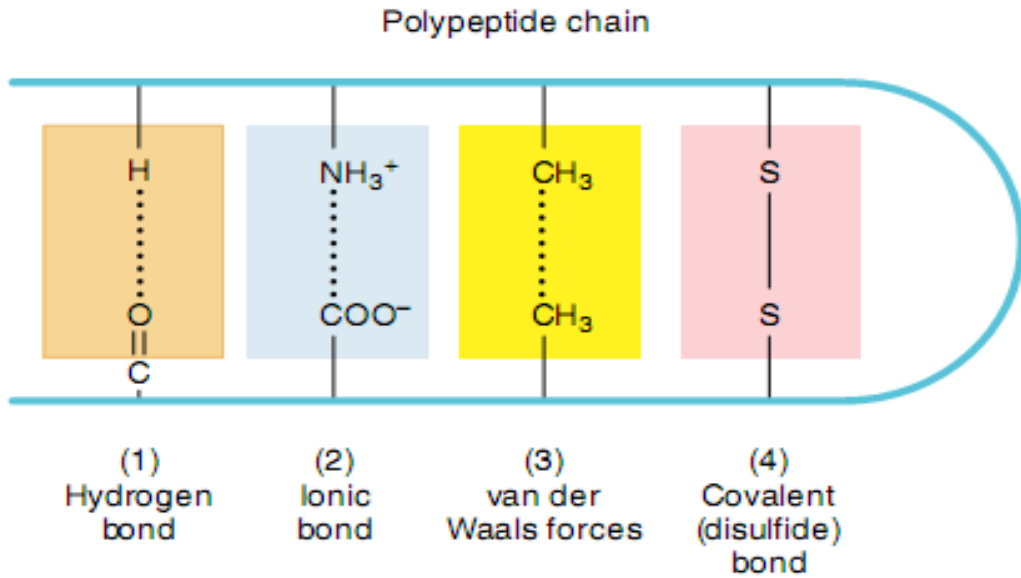 Polypeptide chain
H NH₃⁺ CH₃ S
O COO⁻ CH₃ S
C
(1) (2) (3) (4)
Hydrogen Ionic van der Covalent
bond bond Waals forces (disulfide)
bond